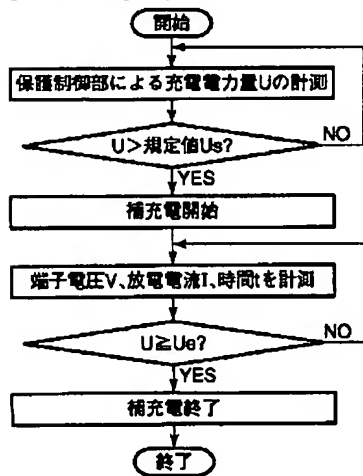 開始
保護制御部による充電電力量Uの計測
U>規定値Us?
NO
YES
補充電開始
端子電圧V、放電電流I、時間tを計測
U≧Ue?
NO
YES
補充電終了
終了